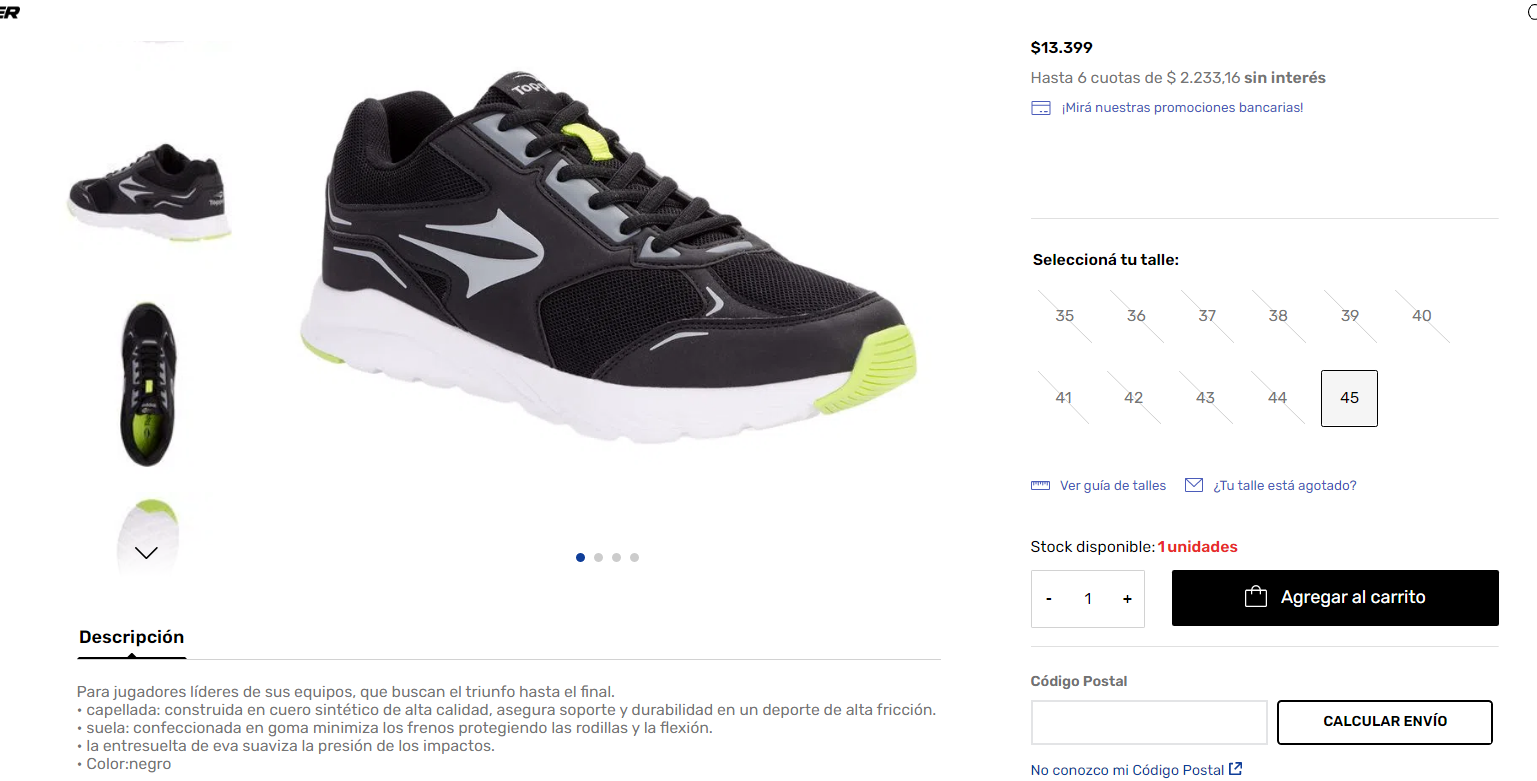 ER
$13.399
Hasta 6 cuotas de $ 2.233,16 sin interés
¡Mirá nuestras promociones bancarias!
Seleccioná tu talle:
35 36 37 38 39 40
41 42 43 44 45
Ver guía de talles ¿Tu talle está agotado?
Stock disponible: 1 unidades
- 1 +
Agregar al carrito
Código Postal
CALCULAR ENVÍO
No conozco mi Código Postal
Descripción
Para jugadores líderes de sus equipos, que buscan el triunfo hasta el final.
• capellada: construida en cuero sintético de alta calidad, asegura soporte y durabilidad en un deporte de alta fricción.
• suela: confeccionada en goma minimiza los frenos protegiendo las rodillas y la flexión.
• la entresuelta de eva suaviza la presión de los impactos.
• Color:negro